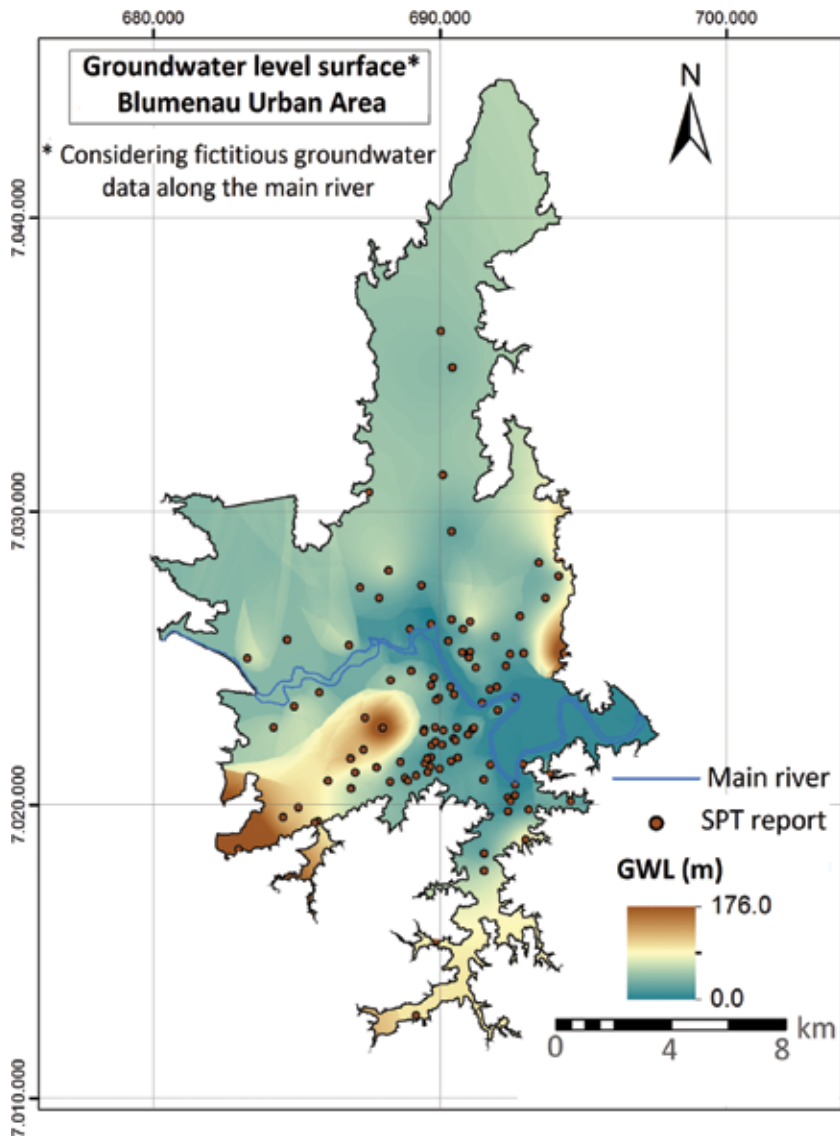 680.000 690.000 700.000
Groundwater level surface*
Blumenau Urban Area
* Considering fictitious groundwater
data along the main river
N
7.040.000
7.030.000
7.020.000
7.010.000
Main river
SPT report
GWL (m)
176.0
0.0
0 4 8 km